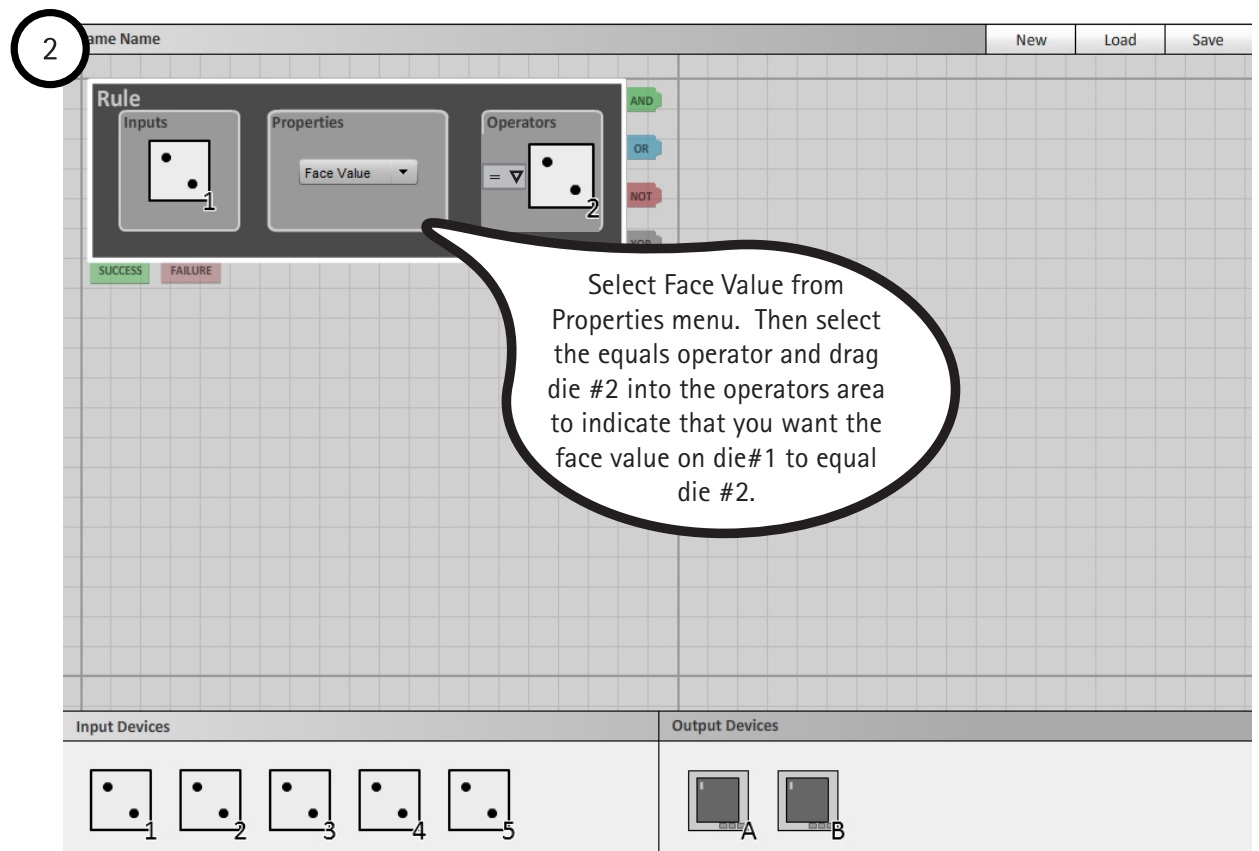 2
ame Name
New
Load
Save
Rule
Inputs
Properties
Operators
1
Face Value
=
2
AND
OR
NOT
XOR
SUCCESS
FAILURE
Select Face Value from
Properties menu. Then select
the equals operator and drag
die #2 into the operators area
to indicate that you want the
face value on die#1 to equal
die #2.
Input Devices
Output Devices
1
2
3
4
5
A
B